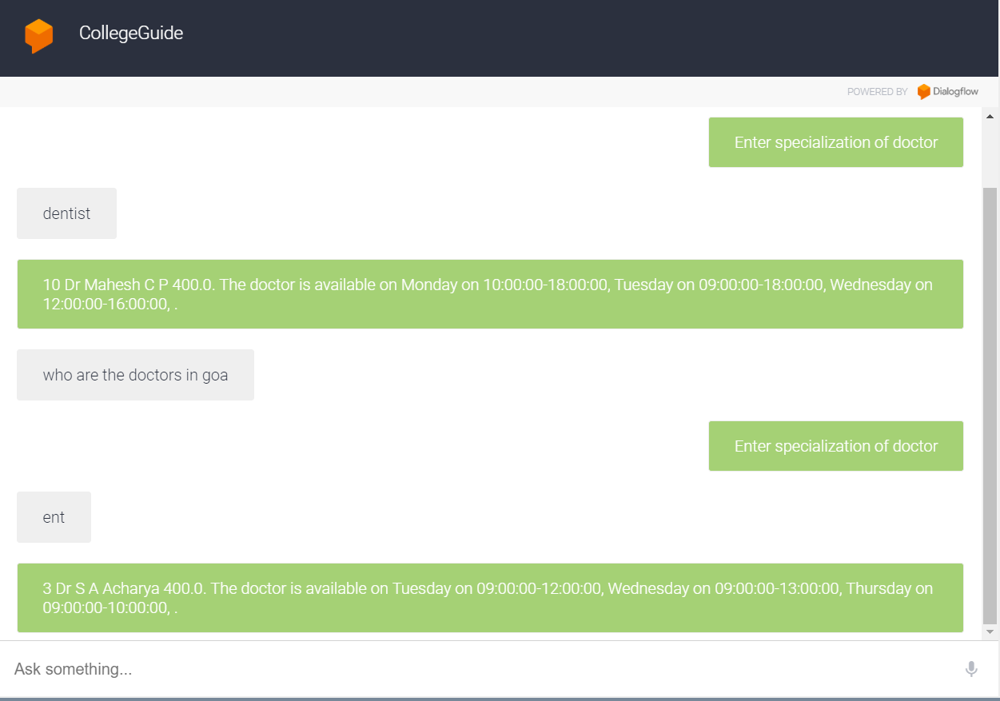 CollegeGuide
POWERED BY Dialogflow
Enter specialization of doctor
dentist
10 Dr Mahesh C P 400.0. The doctor is available on Monday on 10:00:00-18:00:00, Tuesday on 09:00:00-18:00:00, Wednesday on
12:00:00-16:00:00, .
who are the doctors in goa
Enter specialization of doctor
ent
3 Dr S A Acharya 400.0. The doctor is available on Tuesday on 09:00:00-12:00:00, Wednesday on 09:00:00-13:00:00, Thursday on
09:00:00-10:00:00, .
Ask something...